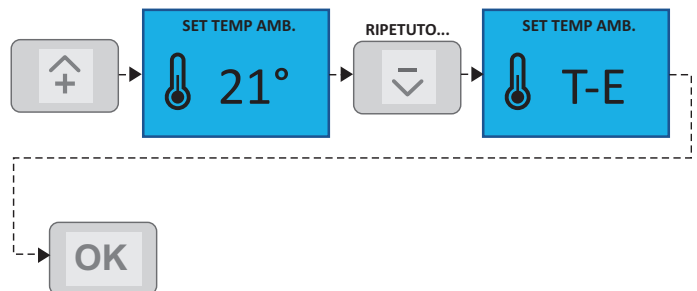 SET TEMP AMB.
21°
RIPETUTO...
SET TEMP AMB.
T-E
OK